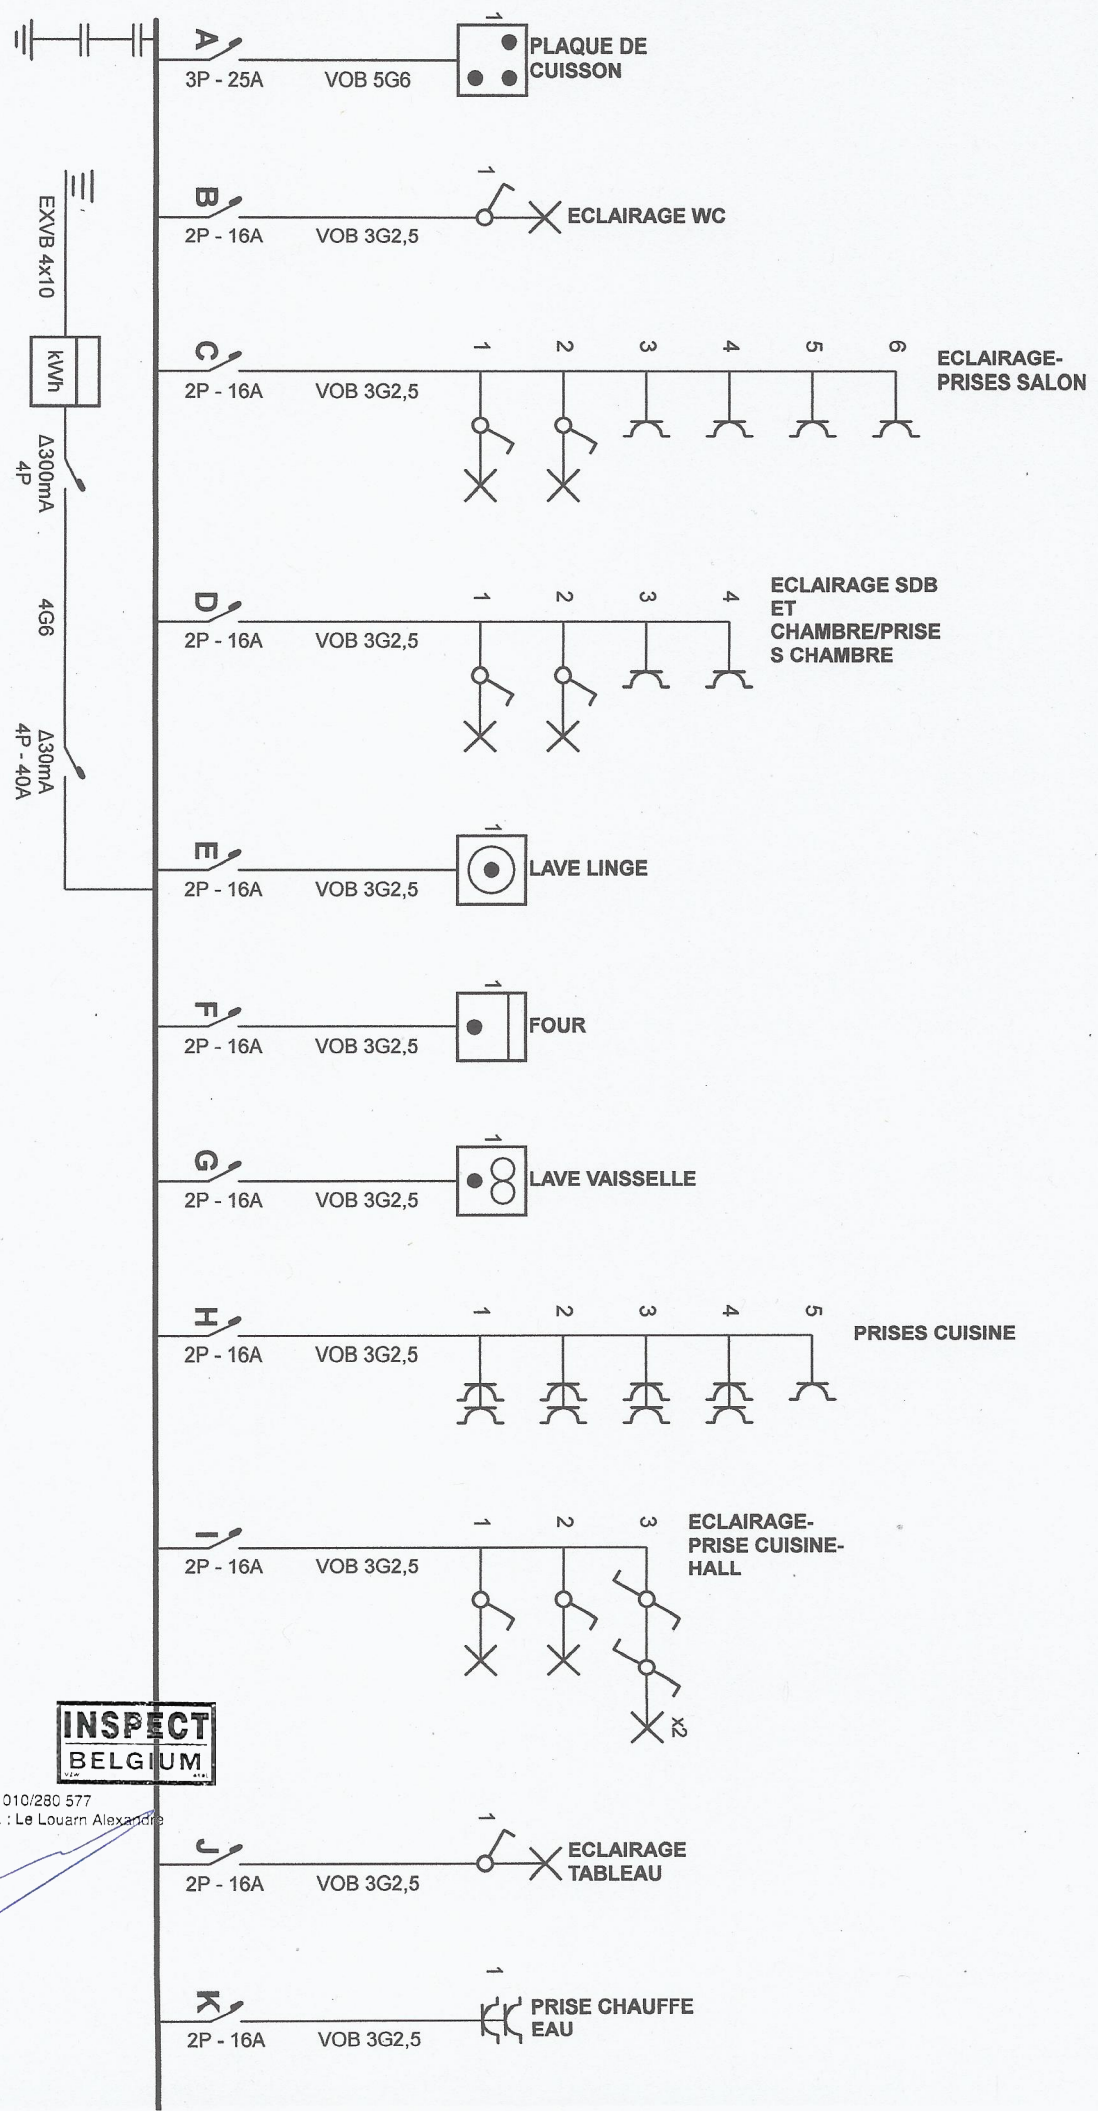 A
3P - 25A
VOB 5G6
1
PLAQUE DE
CUISSON
B
2P - 16A
VOB 3G2,5
1
ECLAIRAGE WC
EXVB 4x10
kWh
Δ300mA
4P
4G6
Δ30mA
4P - 40A
C
2P - 16A
VOB 3G2,5
1
2
3
4
5
6
ECLAIRAGE-
PRISES SALON
D
2P - 16A
VOB 3G2,5
1
2
3
4
ECLAIRAGE SDB
ET
CHAMBRE/PRISE
S CHAMBRE
E
2P - 16A
VOB 3G2,5
1
LAVE LINGE
F
2P - 16A
VOB 3G2,5
1
FOUR
G
2P - 16A
VOB 3G2,5
1
LAVE VAISSELLE
H
2P - 16A
VOB 3G2,5
1
2
3
4
5
PRISES CUISINE
I
2P - 16A
VOB 3G2,5
1
2
3
x2
ECLAIRAGE-
PRISE CUISINE-
HALL
INSPECT
BELGIUM
010/280 577
: Le Louarn Alexandre
J
2P - 16A
VOB 3G2,5
1
ECLAIRAGE
TABLEAU
K
2P - 16A
VOB 3G2,5
1
PRISE CHAUFFE
EAU